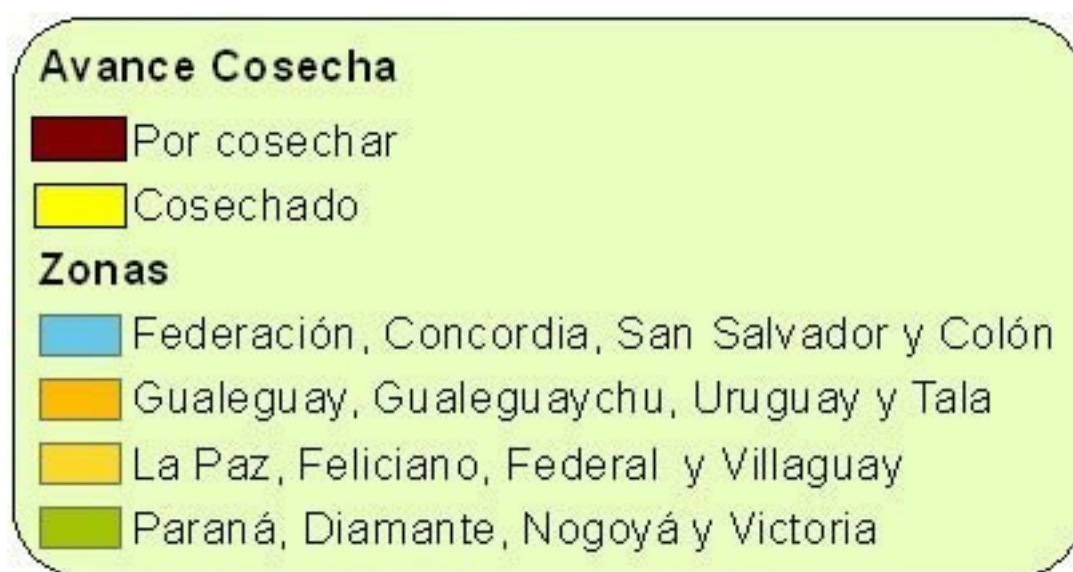 Avance Cosecha
Por cosechar
Cosechado
Zonas
Federación, Concordia, San Salvador y Colón
Gualeguay, Gualeguaychu, Uruguay y Tala
La Paz, Feliciano, Federal y Villaguay
Paraná, Diamante, Nogoyá y Victoria